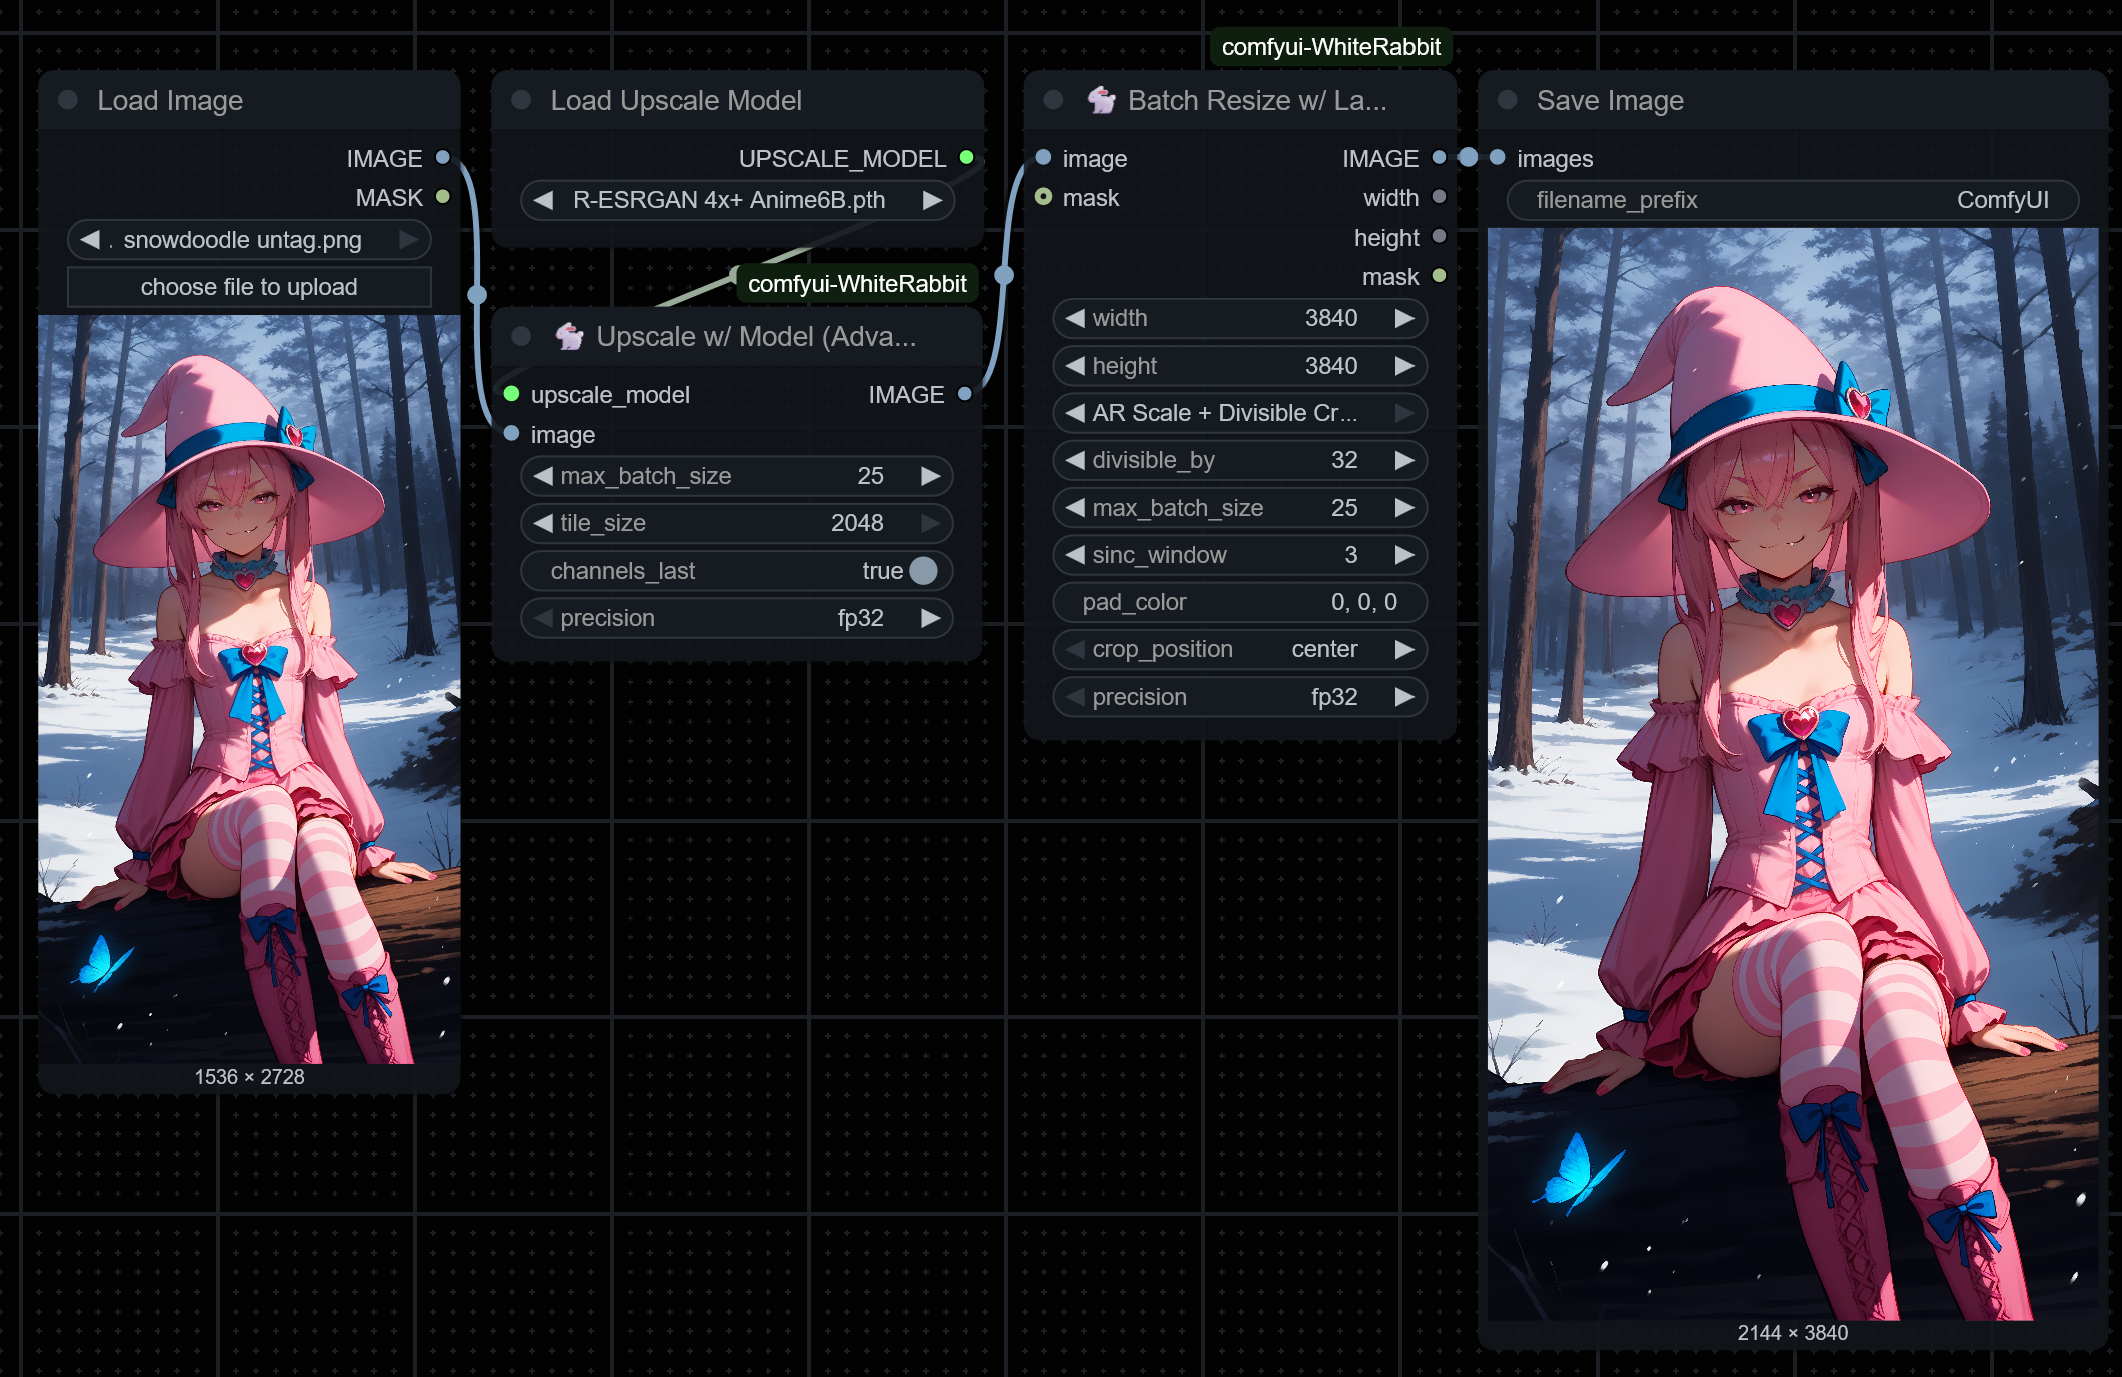 Load Image
IMAGE
MASK
. snowdoodle untag.png
choose file to upload
1536 × 2728
Load Upscale Model
UPSCALE_MODEL
R-ESRGAN 4x+ Anime6B.pth
comfyui-WhiteRabbit
Upscale w/ Model (Adva...
upscale_model IMAGE
image
max_batch_size 25
tile_size 2048
channels_last true
precision fp32
comfyui-WhiteRabbit
Batch Resize w/ La...
image IMAGE
mask width
height
mask
width 3840
height 3840
AR Scale + Divisible Cr...
divisible_by 32
max_batch_size 25
sinc_window 3
pad_color 0, 0, 0
crop_position center
precision fp32
Save Image
images
filename_prefix ComfyUI
2144 × 3840